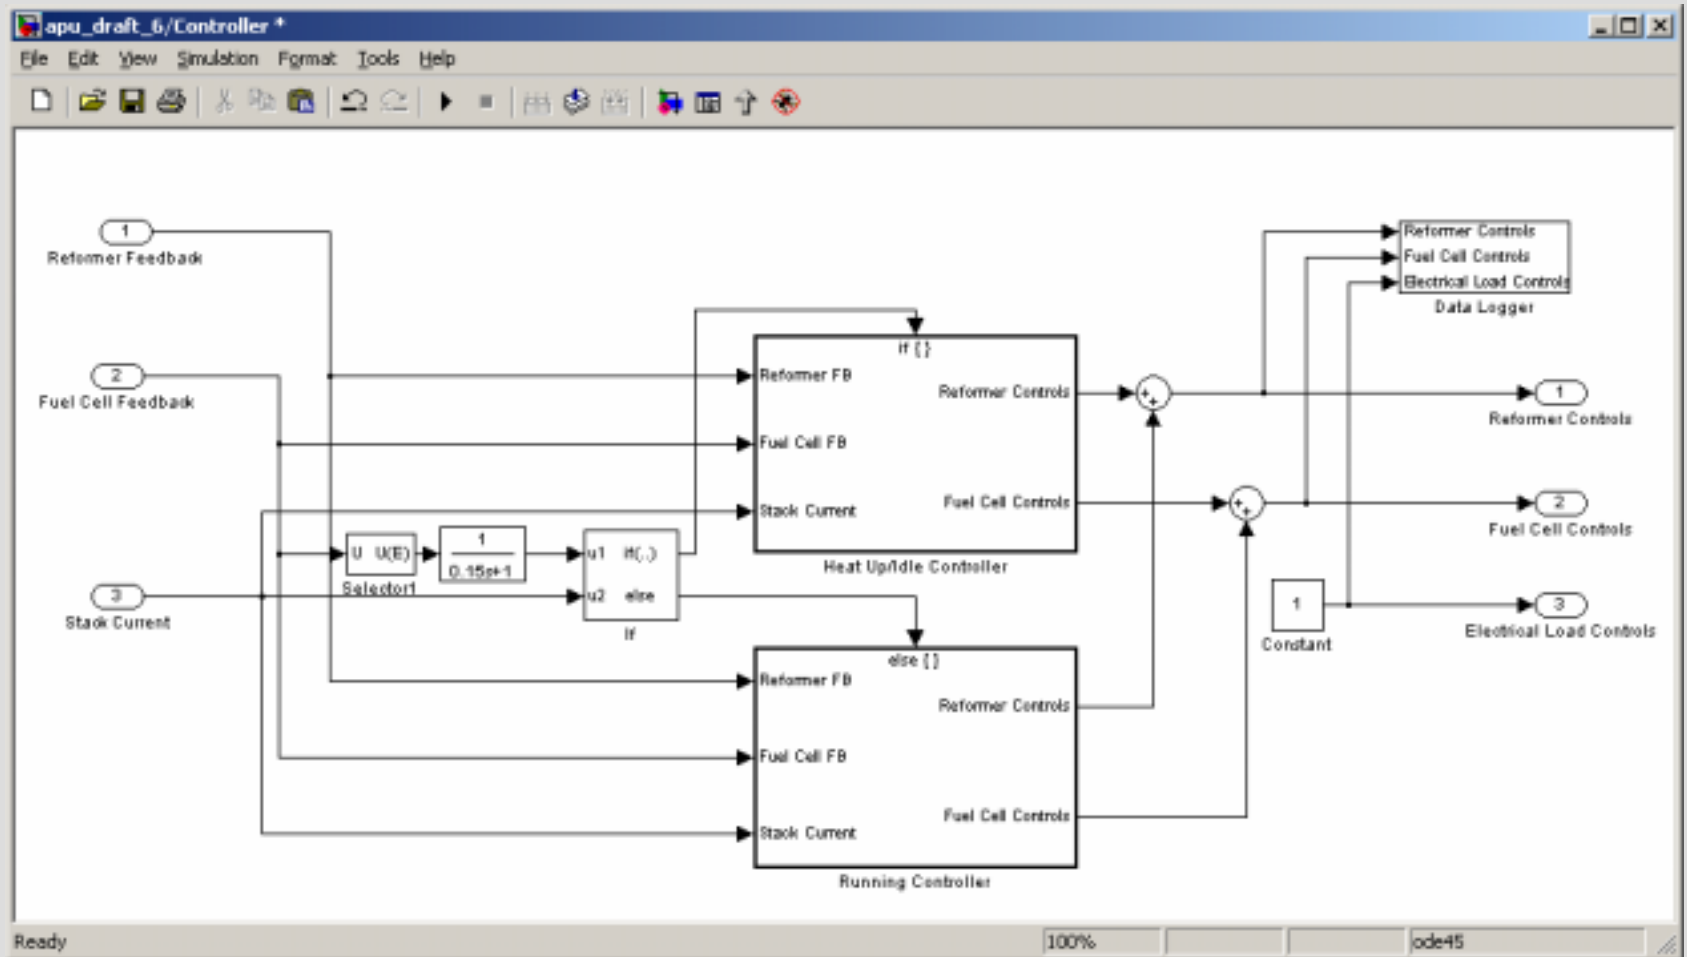 apu_draft_6/Controller *
File Edit View Simulation Format Tools Help
1
Reformer Feedback
2
Fuel Cell Feedback
3
Stack Current
U U(E)
Selector1
1
0.15s+1
u1 if(..)
u2 else
If
if { }
Reformer FB
Fuel Cell FB
Stack Current
Reformer Controls
Fuel Cell Controls
Heat Up/Idle Controller
else { }
Reformer FB
Fuel Cell FB
Stack Current
Reformer Controls
Fuel Cell Controls
Running Controller
+
+
+
+
Reformer Controls
Fuel Cell Controls
Electrical Load Controls
Data Logger
1
Reformer Controls
2
Fuel Cell Controls
1
Constant
3
Electrical Load Controls
Ready 100% ode45